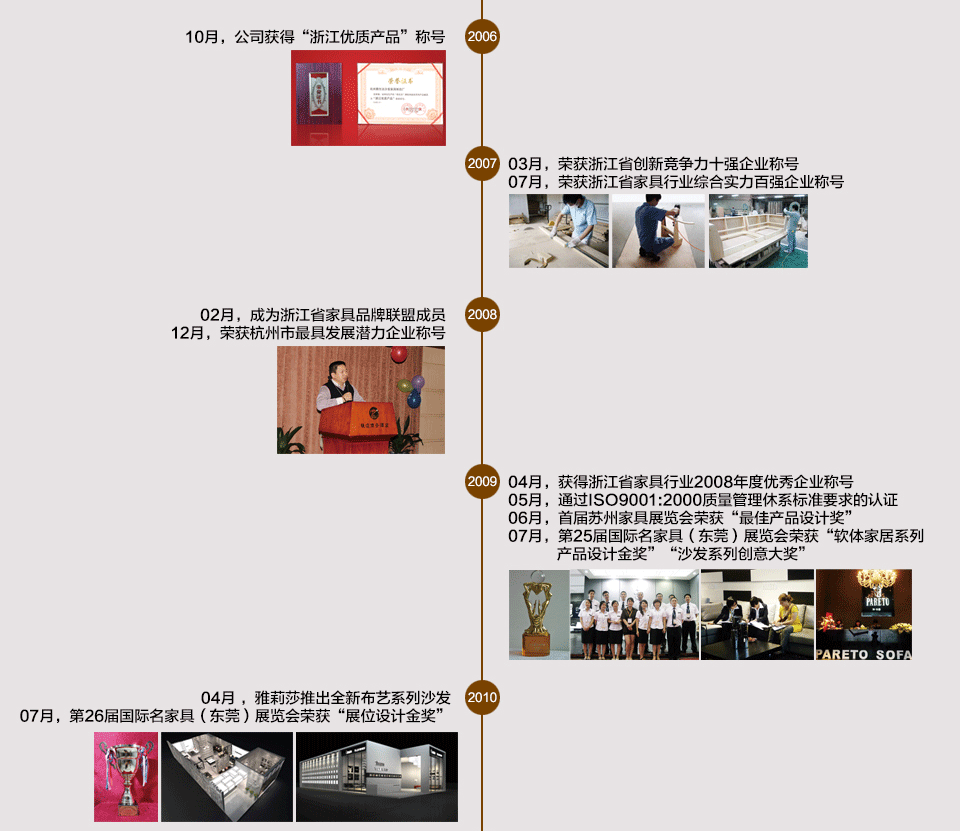 10月，公司获得“浙江优质产品”称号
2006
荣誉证书
2007
03月，荣获浙江省创新竞争力十强企业称号
07月，荣获浙江省家具行业综合实力百强企业称号
02月，成为浙江省家具品牌联盟成员
2008
12月，荣获杭州市最具发展潜力企业称号
2009
04月，获得浙江省家具行业2008年度优秀企业称号
05月，通过ISO9001:2000质量管理休系标准要求的认证
06月，首届苏州家具展览会荣获“最佳产品设计奖”
07月，第25届国际名家具（东莞）展览会荣获“软体家居系列
产品设计金奖”“沙发系列创意大奖”
PARETO
PARETO SOFA
04月，雅莉莎推出全新布艺系列沙发
2010
07月，第26届国际名家具（东莞）展览会荣获“展位设计金奖”